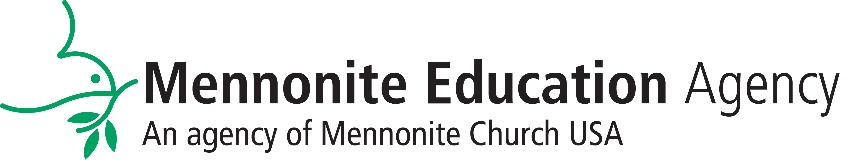 Mennonite Education Agency
An agency of Mennonite Church USA